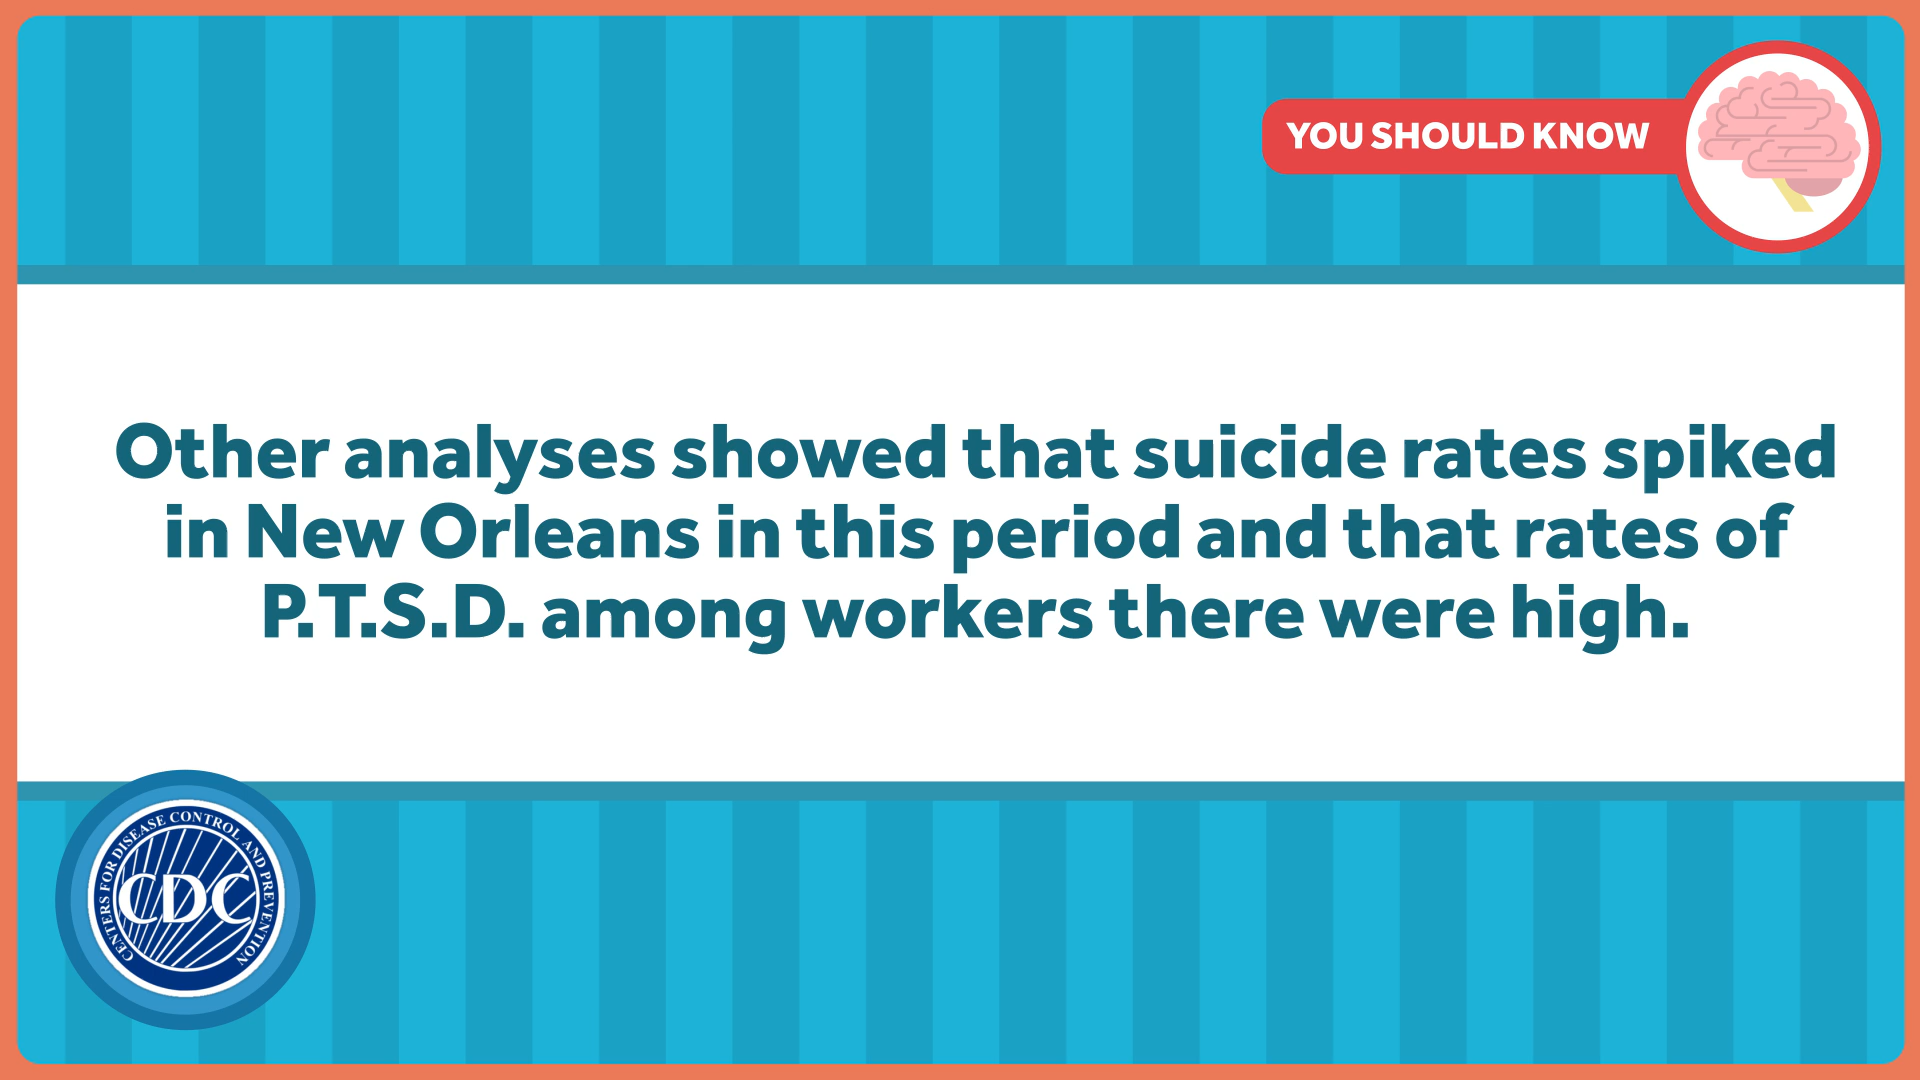 YOU SHOULD KNOW
Other analyses showed that suicide rates spiked
in New Orleans in this period and that rates of
P.T.S.D. among workers there were high.
CENTERS FOR DISEASE CONTROL AND PREVENTION
CDC